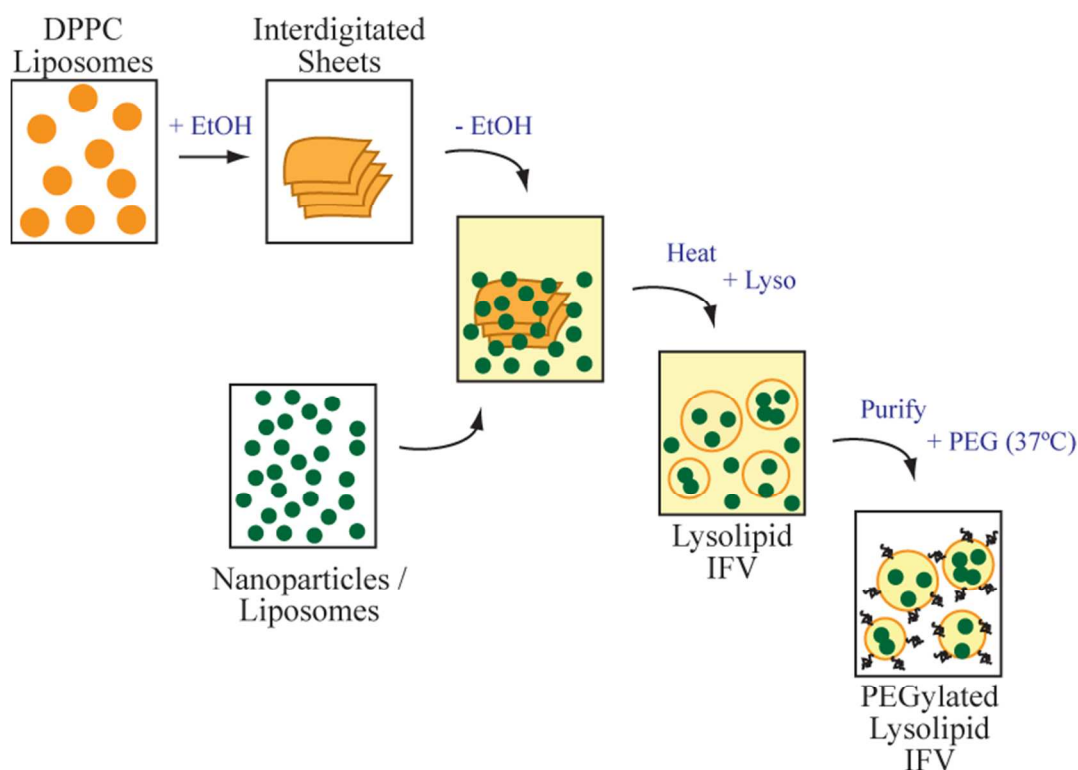 DPPC
Liposomes
+ EtOH
Interdigitated
Sheets
- EtOH
Heat
+ Lyso
Nanoparticles /
Liposomes
Lysolipid
IFV
Purify
+ PEG (37ºC)
PEGylated
Lysolipid
IFV